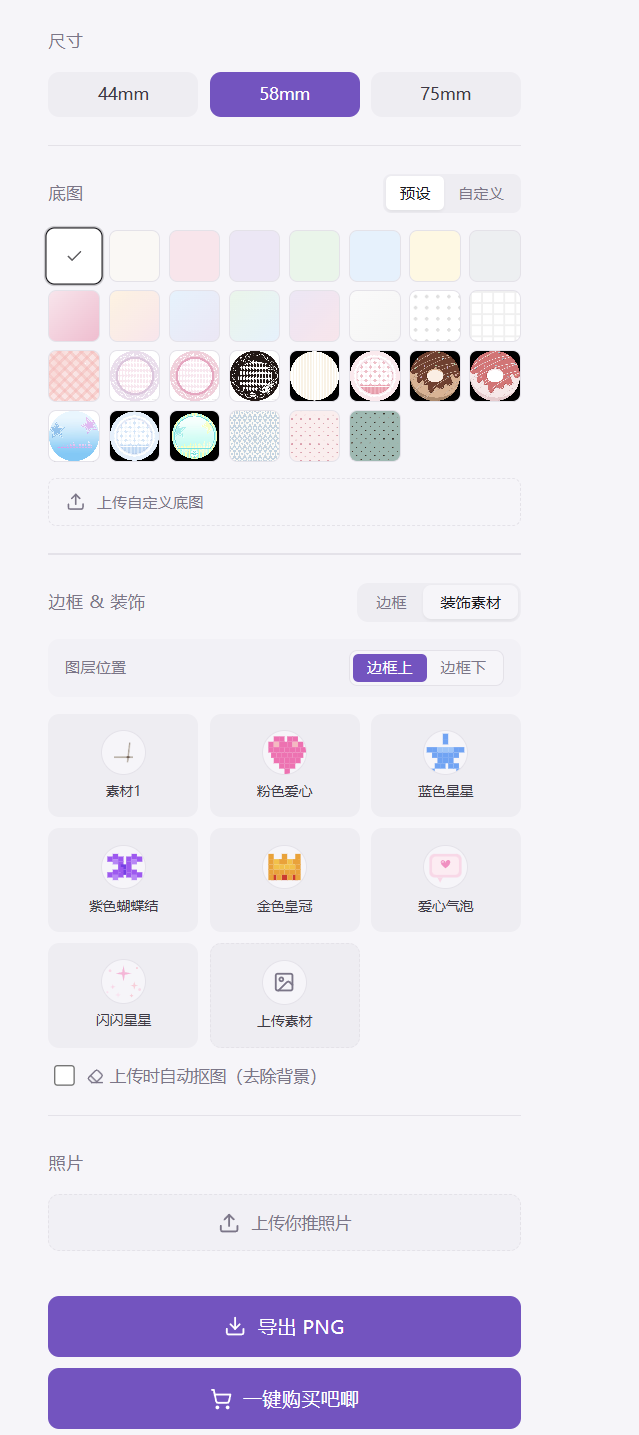 尺寸
44mm 58mm 75mm
底图 预设 自定义
上传自定义底图
边框 & 装饰 边框 装饰素材
图层位置 边框上 边框下
素材1 粉色爱心 蓝色星星
紫色蝴蝶结 金色皇冠 爱心气泡
闪闪星星 上传素材
上传时自动抠图（去除背景）
照片
上传你推照片
导出 PNG
一键购买吧唧